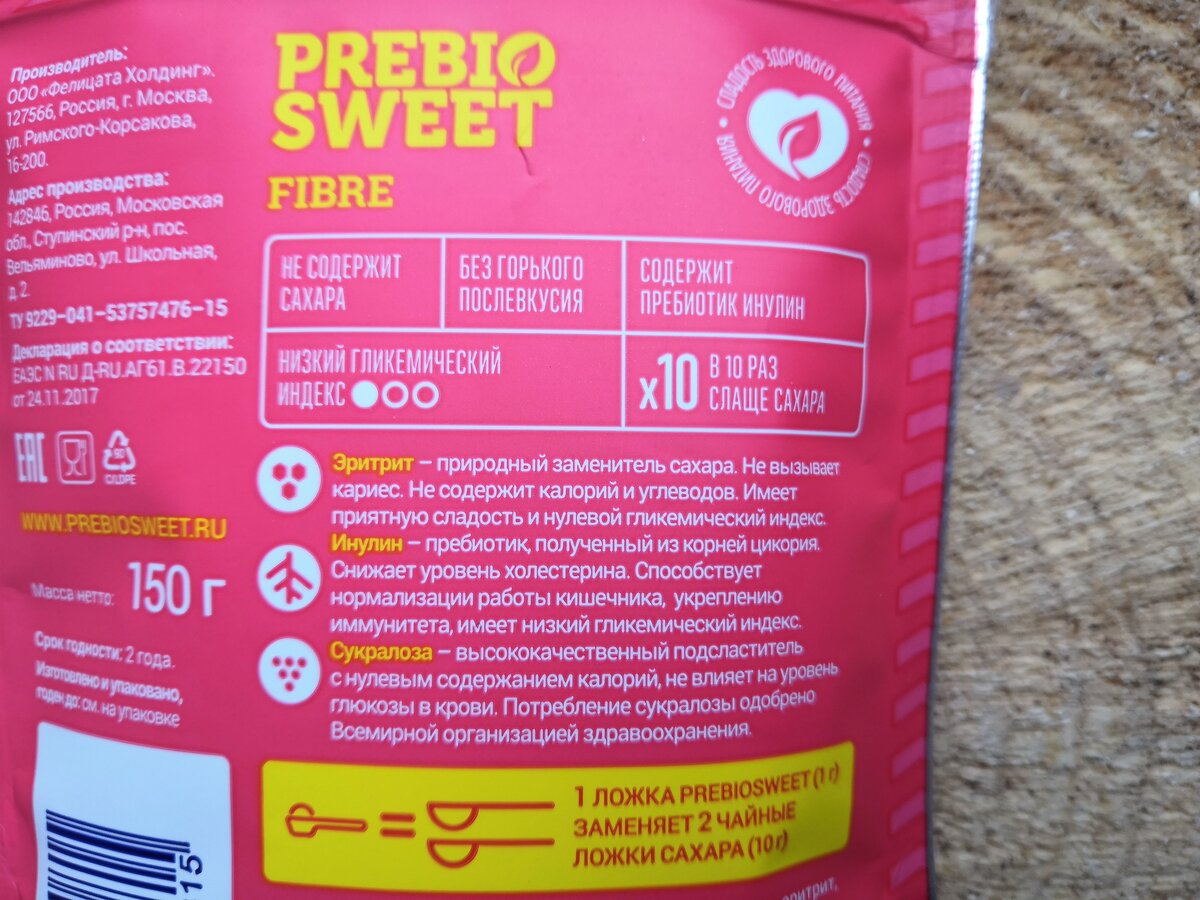 Производитель:
ООО «Фелицата Холдинг».
127566, Россия, г. Москва,
ул. Римского-Корсакова,
16-200.
Адрес производства:
142846, Россия, Московская
обл., Ступинский р-н, пос.
Вельяминово, ул. Школьная,
д. 2.
ТУ 9229–041–53757476–15
Декларация о соответствии:
ЕАЭС N RU Д-RU.АГ61.В.22150
от 24.11.2017
EAC
90
C/LDPE
WWW.PREBIOSWEET.RU
Масса нетто: 150 г
Срок годности: 2 года.
Изготовлено и упаковано,
годен до: см. на упаковке
15
PREBIO
SWEET
FIBRE
СЛАДОСТЬ ЗДОРОВОГО ПИТАНИЯ • СЛАДОСТЬ ЗДОРОВОГО ПИТАНИЯ •
НЕ СОДЕРЖИТ
САХАРА
БЕЗ ГОРЬКОГО
ПОСЛЕВКУСИЯ
СОДЕРЖИТ
ПРЕБИОТИК ИНУЛИН
НИЗКИЙ ГЛИКЕМИЧЕСКИЙ
ИНДЕКС
x10
В 10 РАЗ
СЛАЩЕ САХАРА
Эритрит – природный заменитель сахара. Не вызывает
кариес. Не содержит калорий и углеводов. Имеет
приятную сладость и нулевой гликемический индекс.
Инулин – пребиотик, полученный из корней цикория.
Снижает уровень холестерина. Способствует
нормализации работы кишечника, укреплению
иммунитета, имеет низкий гликемический индекс.
Сукралоза – высококачественный подсластитель
с нулевым содержанием калорий, не влияет на уровень
глюкозы в крови. Потребление сукралозы одобрено
Всемирной организацией здравоохранения.
1 ЛОЖКА PREBIOSWEET (1 г)
ЗАМЕНЯЕТ 2 ЧАЙНЫЕ
ЛОЖКИ САХАРА (10 г)